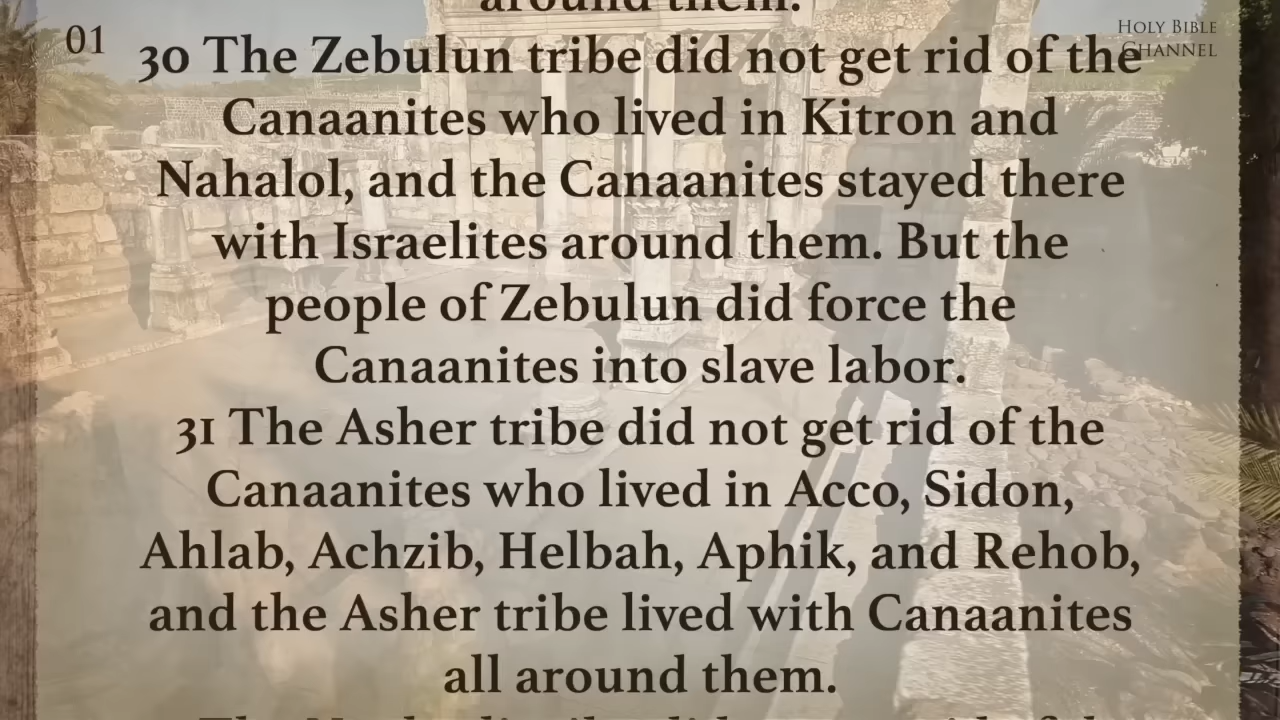 around them.
01
HOLY BIBLE
CHANNEL
30 The Zebulun tribe did not get rid of the
Canaanites who lived in Kitron and
Nahalol, and the Canaanites stayed there
with Israelites around them. But the
people of Zebulun did force the
Canaanites into slave labor.
31 The Asher tribe did not get rid of the
Canaanites who lived in Acco, Sidon,
Ahlab, Achzib, Helbah, Aphik, and Rehob,
and the Asher tribe lived with Canaanites
all around them.